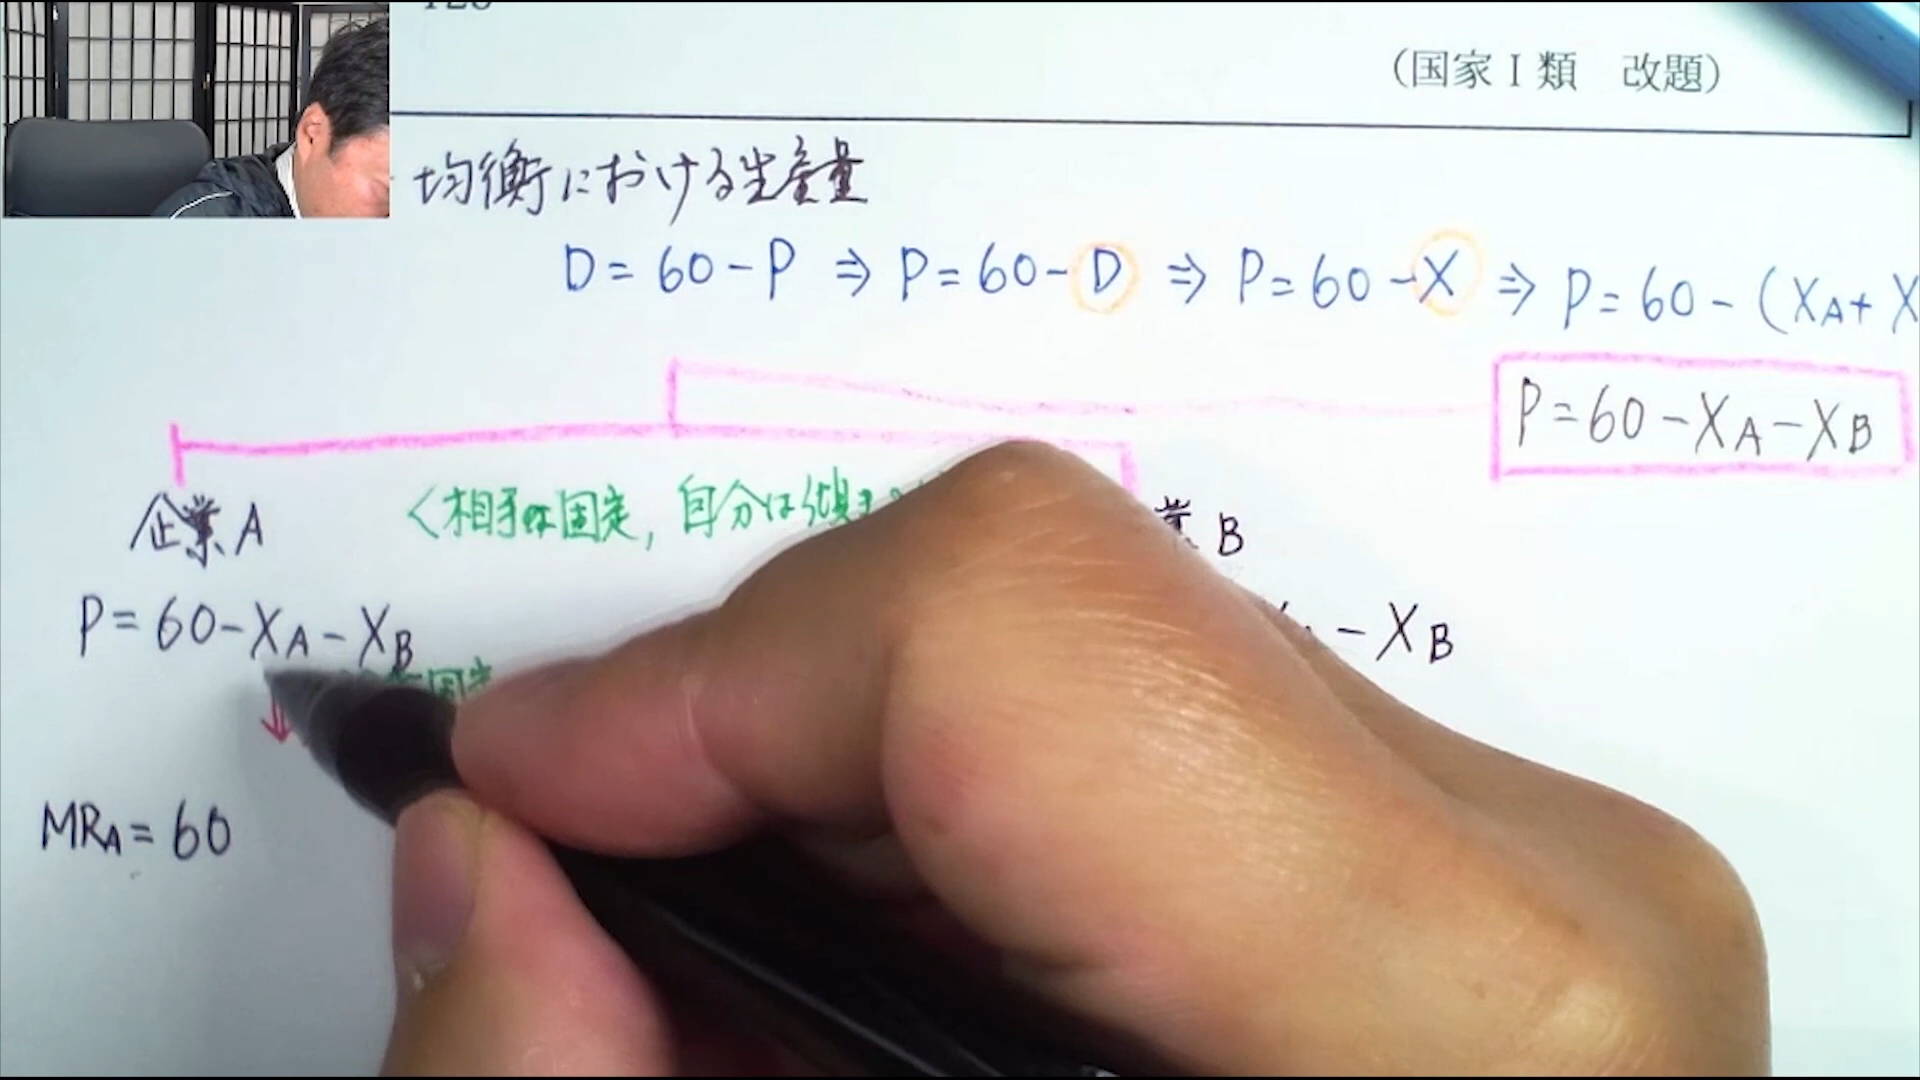 (国家Ⅰ類 改題)
均衡における生産量
D=60-P ⇒ P=60-D ⇒ P=60-X ⇒ P=60-(XA+X
P=60-XA-XB
企業A
<相手は固定,自分は
業B
P=60-XA-XB
-XB
固定
MRA=60